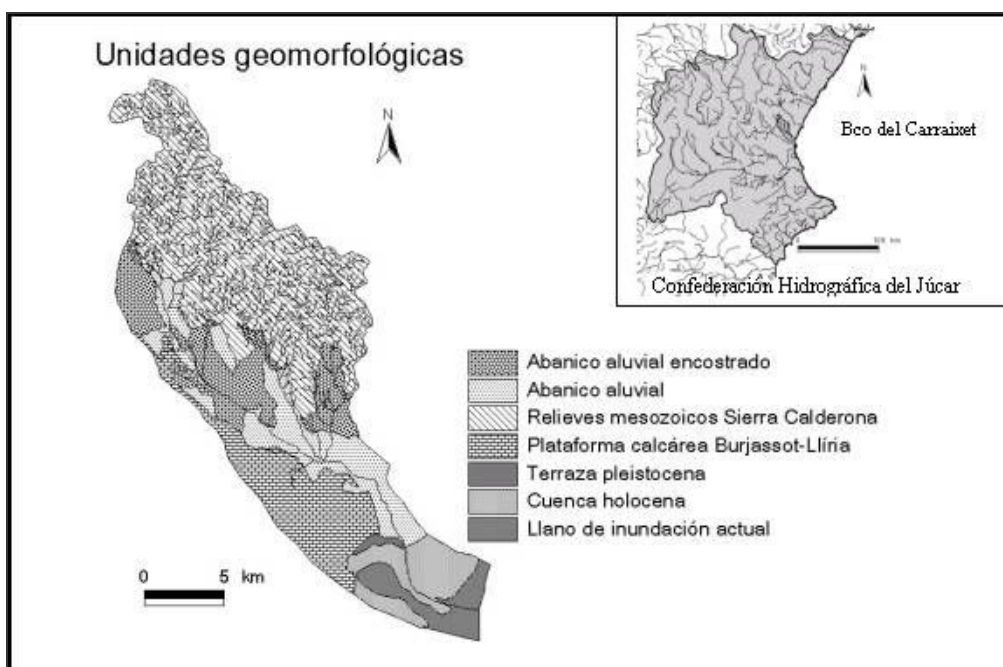 Unidades geomorfológicas
N
N
Bco del Carraixet
Confederación Hidrográfica del Júcar
Abanico aluvial encostrado
Abanico aluvial
Relieves mesozoicos Sierra Calderona
Plataforma calcárea Burjassot-Llíria
Terraza pleistocena
Cuenca holocena
Llano de inundación actual
0 5 km